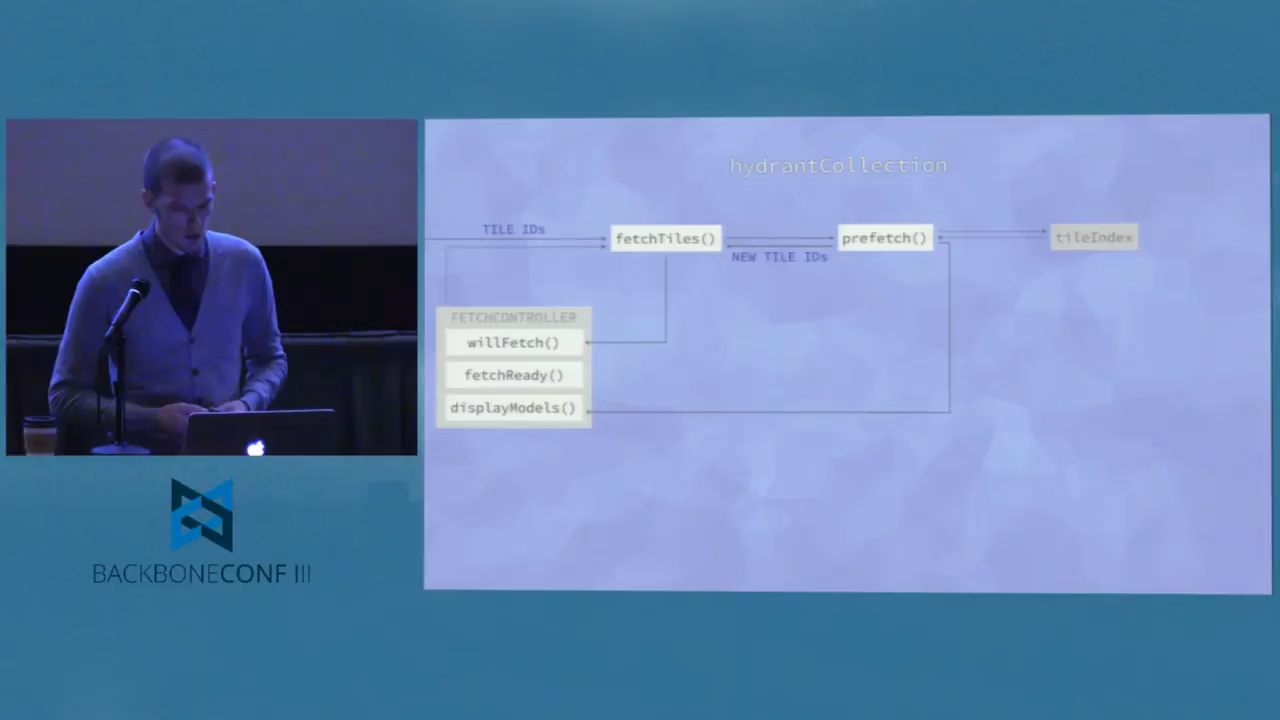 hydrantCollection
TILE IDs
fetchTiles()
prefetch()
tileIndex
NEW TILE IDs
FETCHCONTROLLER
willFetch()
fetchReady()
displayModels()
BACKBONECONF III